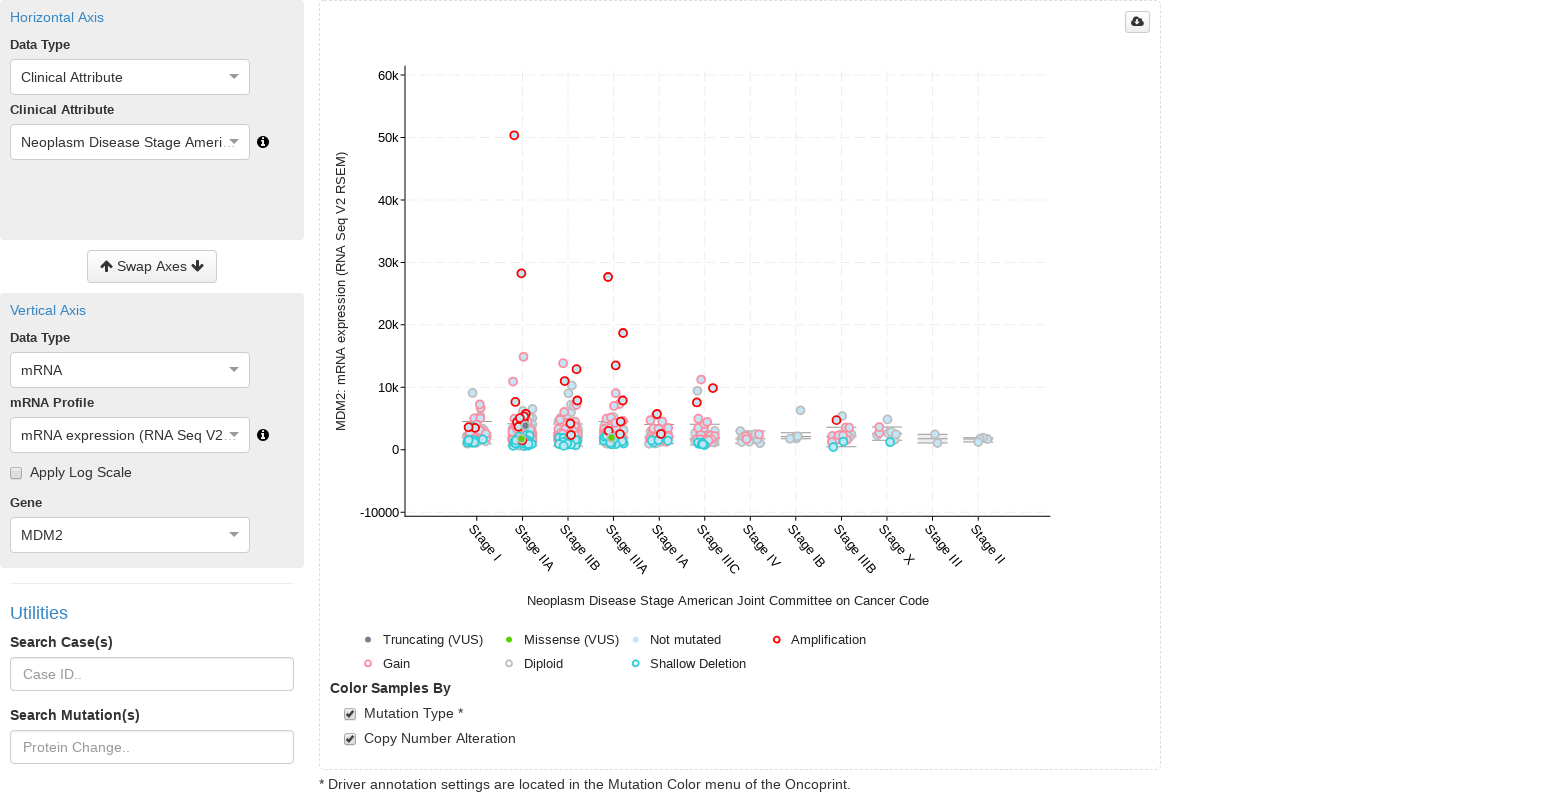 Horizontal Axis
Data Type
Clinical Attribute
Clinical Attribute
Neoplasm Disease Stage Ameri...
Swap Axes
Vertical Axis
Data Type
mRNA
mRNA Profile
mRNA expression (RNA Seq V2...
Apply Log Scale
Gene
MDM2
Utilities
Search Case(s)
Case ID..
Search Mutation(s)
Protein Change..
MDM2: mRNA expression (RNA Seq V2 RSEM)
60k
50k
40k
30k
20k
10k
0
-10000
Stage I
Stage IIA
Stage IIB
Stage IIIA
Stage IA
Stage IIIC
Stage IV
Stage IB
Stage IIIB
Stage X
Stage III
Stage II
Neoplasm Disease Stage American Joint Committee on Cancer Code
Truncating (VUS) Missense (VUS) Not mutated Amplification
Gain Diploid Shallow Deletion
Color Samples By
Mutation Type *
Copy Number Alteration
* Driver annotation settings are located in the Mutation Color menu of the Oncoprint.